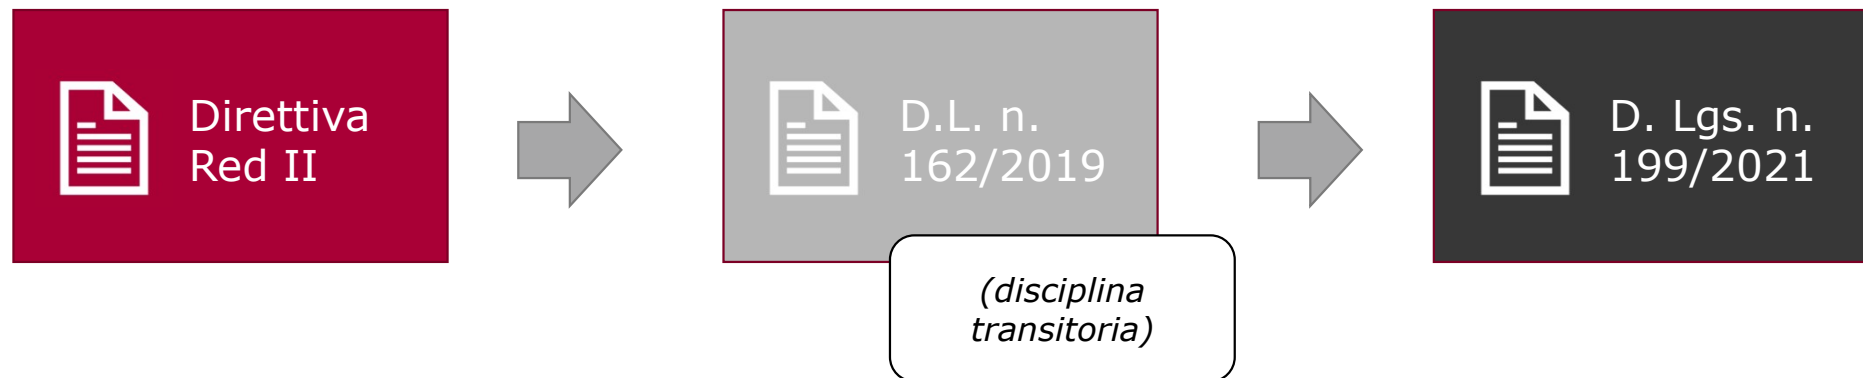 Direttiva
Red II
D.L. n.
162/2019
(disciplina
transitoria)
D. Lgs. n.
199/2021